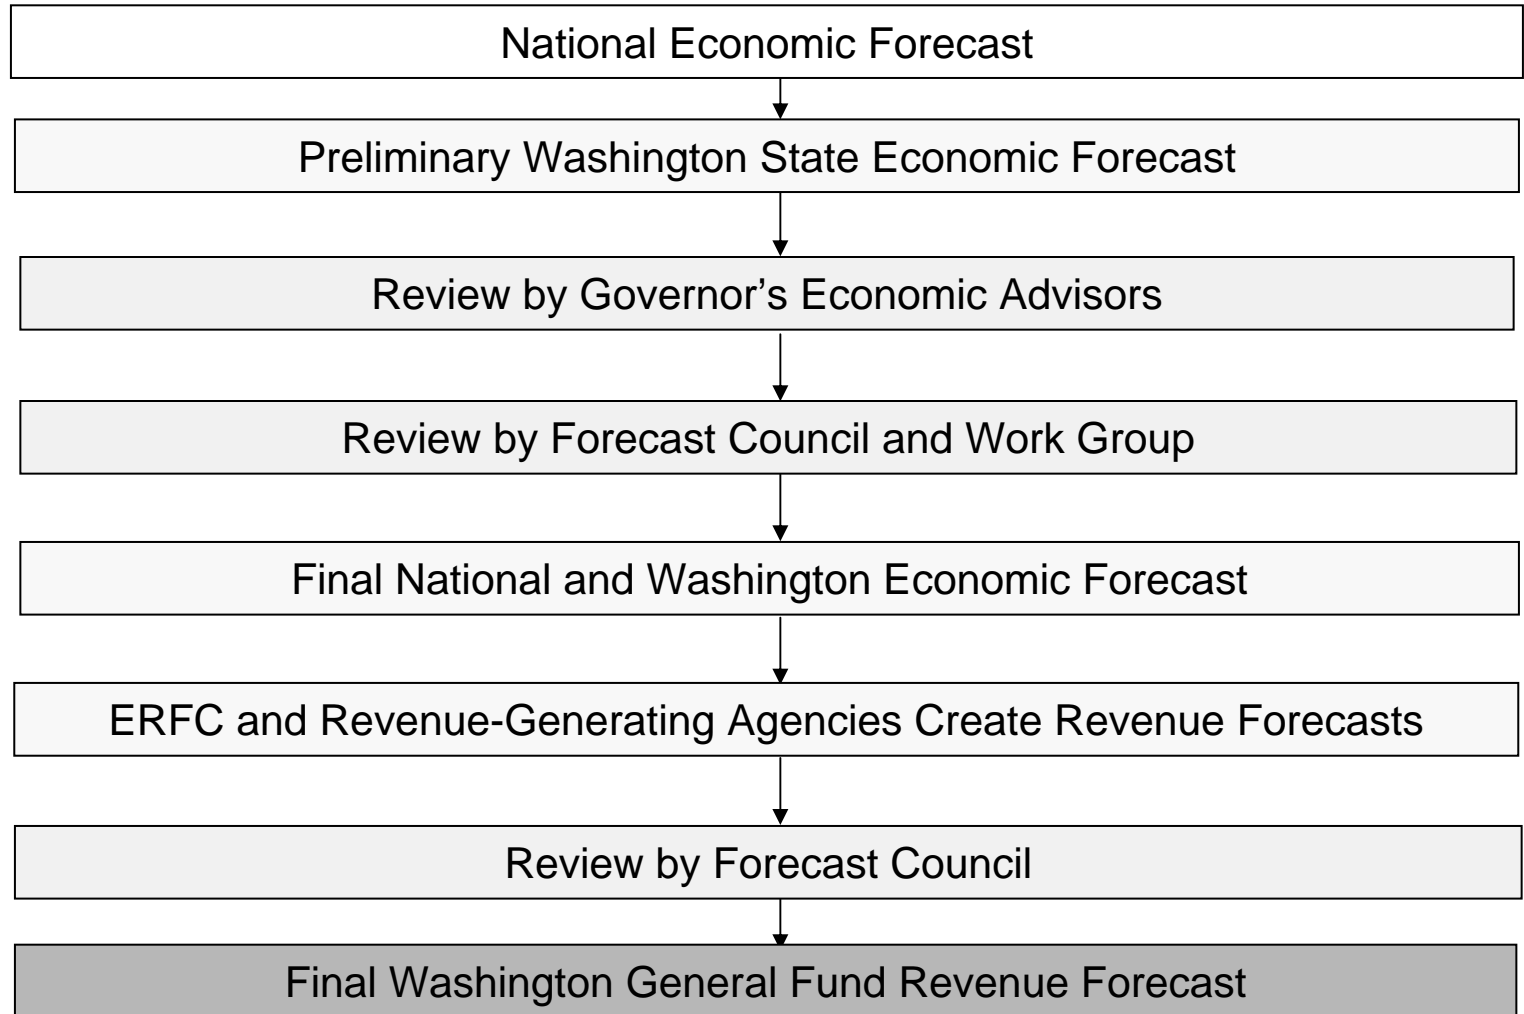 National Economic Forecast
Preliminary Washington State Economic Forecast
Review by Governor’s Economic Advisors
Review by Forecast Council and Work Group
Final National and Washington Economic Forecast
ERFC and Revenue-Generating Agencies Create Revenue Forecasts
Review by Forecast Council
Final Washington General Fund Revenue Forecast